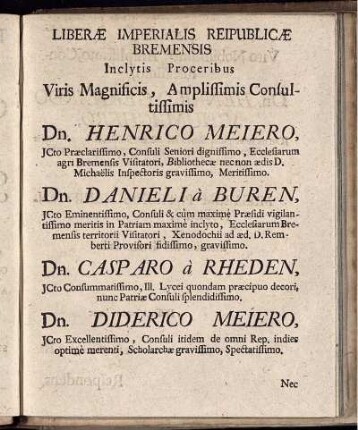 LIBERÆ IMPERIALIS REIPUBLICÆ
BREMENSIS
Inclytis Proceribus
Viris Magnificis, Amplissimis Consul-
tissimis
Dn. HENRICO MEIERO,
JCto Præclarissimo, Consuli Seniori dignissimo, Ecclesiarum
agri Bremensis Visitatori, Bibliothecæ necnon ædis D.
Michaëlis Inspectoris gravissimo, Meritissimo.
Dn. DANIELI à BUREN,
JCto Eminentissimo, Consuli & cùm maximè Præsidi vigilan-
tissimo meritis in Patriam maximè inclyto, Ecclesiarum Bre-
mensis territorii Visitatori, Xenodochii ad æd. D. Rem-
berti Provisori fidissimo, gravissimo.
Dn. CASPARO à RHEDEN,
JCto Consummatissimo, Ill. Lycei quondam præcipuo decori,
nunc Patriæ Consuli splendidissimo.
Dn. DIDERICO MEIERO,
JCto Excellentissimo, Consuli itidem de omni Rep. indies
optimè merenti, Scholarchæ gravissimo, Spectatissimo.
Nec